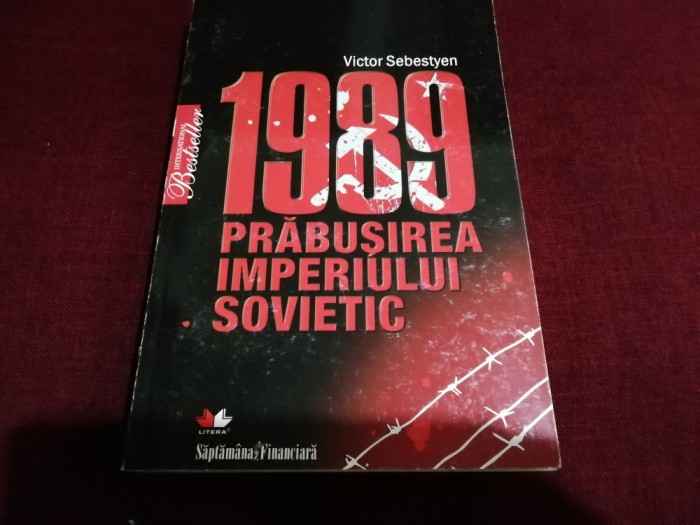 Victor Sebestyen
1989
INTERNATIONAL
Bestseller
PRĂBUȘIREA
IMPERIULUI
SOVIETIC
LITERA®
Săptămâna Financiară